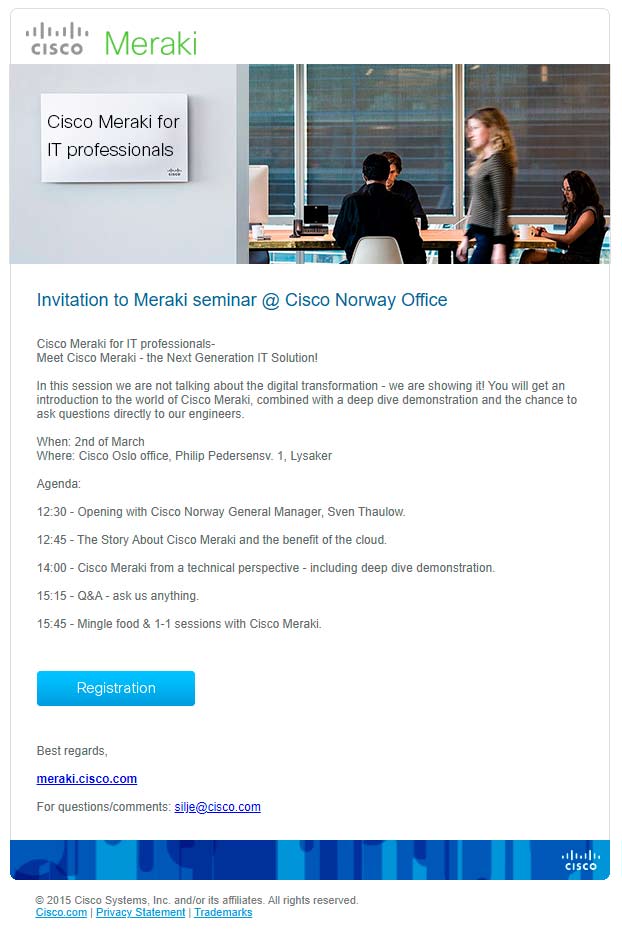 CISCO Meraki
Cisco Meraki for
IT professionals
CISCO
Invitation to Meraki seminar @ Cisco Norway Office
Cisco Meraki for IT professionals-
Meet Cisco Meraki - the Next Generation IT Solution!
In this session we are not talking about the digital transformation - we are showing it! You will get an
introduction to the world of Cisco Meraki, combined with a deep dive demonstration and the chance to
ask questions directly to our engineers.
When: 2nd of March
Where: Cisco Oslo office, Philip Pedersensv. 1, Lysaker
Agenda:
12:30 - Opening with Cisco Norway General Manager, Sven Thaulow.
12:45 - The Story About Cisco Meraki and the benefit of the cloud.
14:00 - Cisco Meraki from a technical perspective - including deep dive demonstration.
15:15 - Q&A - ask us anything.
15:45 - Mingle food & 1-1 sessions with Cisco Meraki.
Registration
Best regards,
meraki.cisco.com
For questions/comments: silje@cisco.com
CISCO
© 2015 Cisco Systems, Inc. and/or its affiliates. All rights reserved.
Cisco.com | Privacy Statement | Trademarks